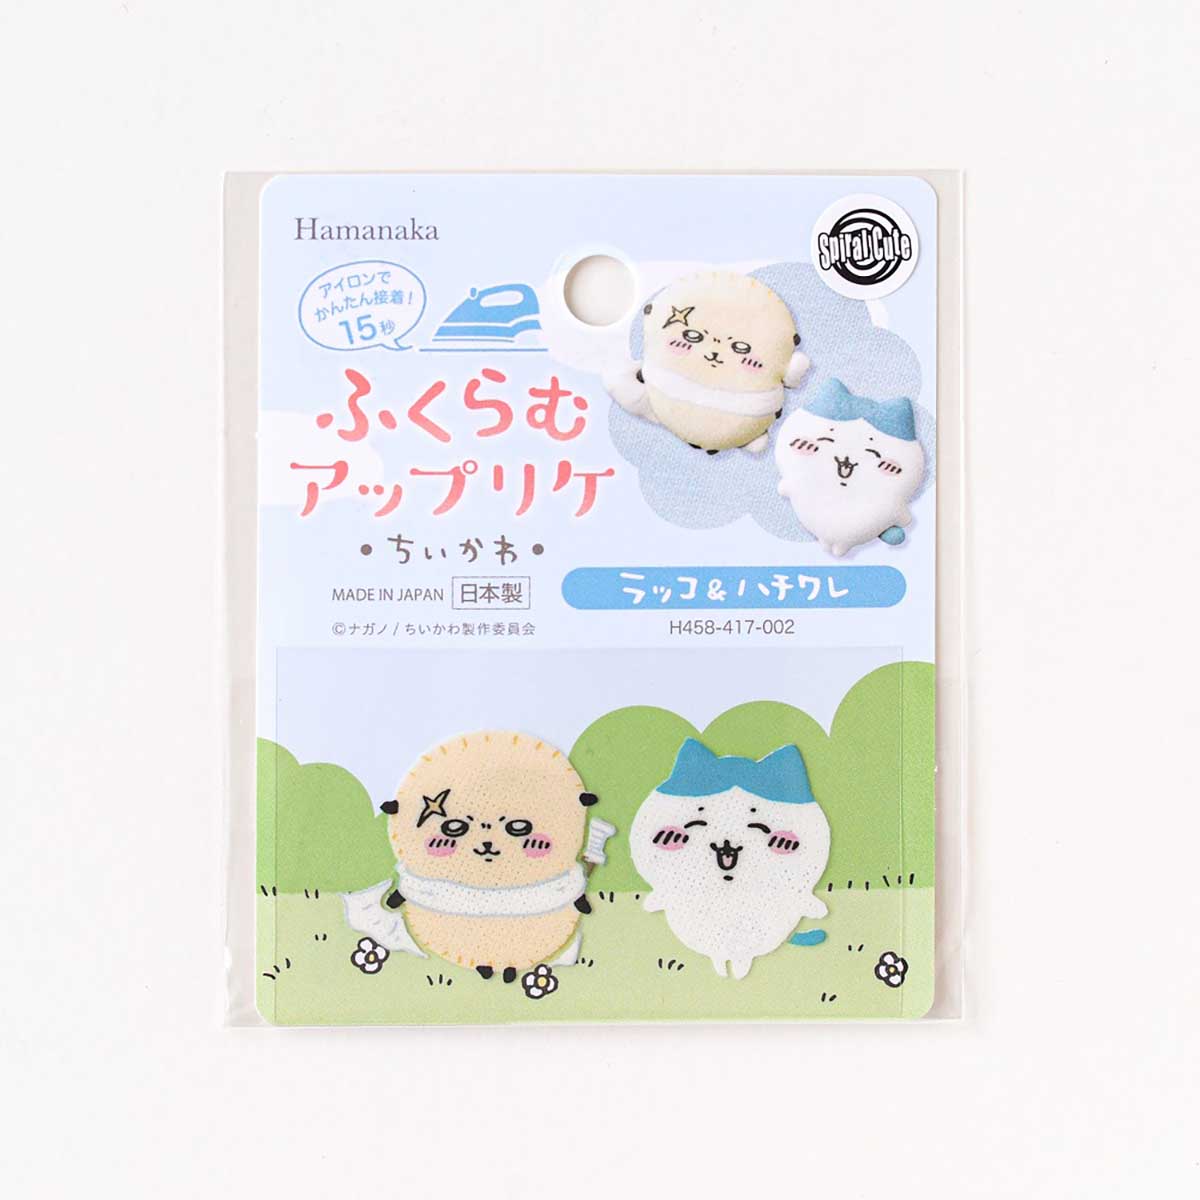 Hamanaka
Spiral Cute
アイロンで
かんたん接着!
15秒
ふくらむ
アップリケ
•ちいかわ•
MADE IN JAPAN 日本製
ラッコ&ハチワレ
©ナガノ / ちいかわ製作委員会
H458-417-002